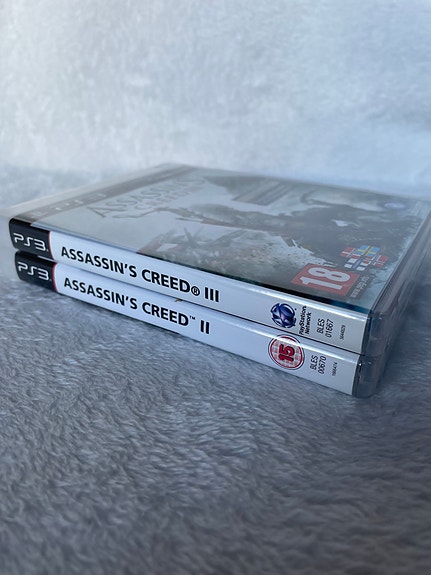 18
PS3
ASSASSIN'S CREED® III
PlayStation
Network
BLES
01667
PS3
ASSASSIN'S CREED™ II
15
BLES
00670